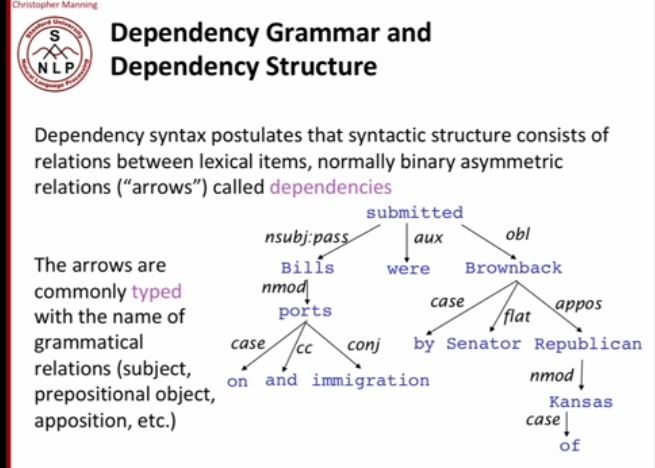 Christopher Manning
Stanford University
S
NLP
Natural Language Processing
Dependency Grammar and
Dependency Structure
Dependency syntax postulates that syntactic structure consists of
relations between lexical items, normally binary asymmetric
relations (“arrows”) called dependencies
submitted
nsubj:pass aux obl
Bills were Brownback
The arrows are
commonly typed
with the name of
grammatical
relations (subject,
prepositional object,
apposition, etc.)
nmod
ports
case flat appos
case cc conj
by Senator Republican
on and immigration
nmod
Kansas
case
of